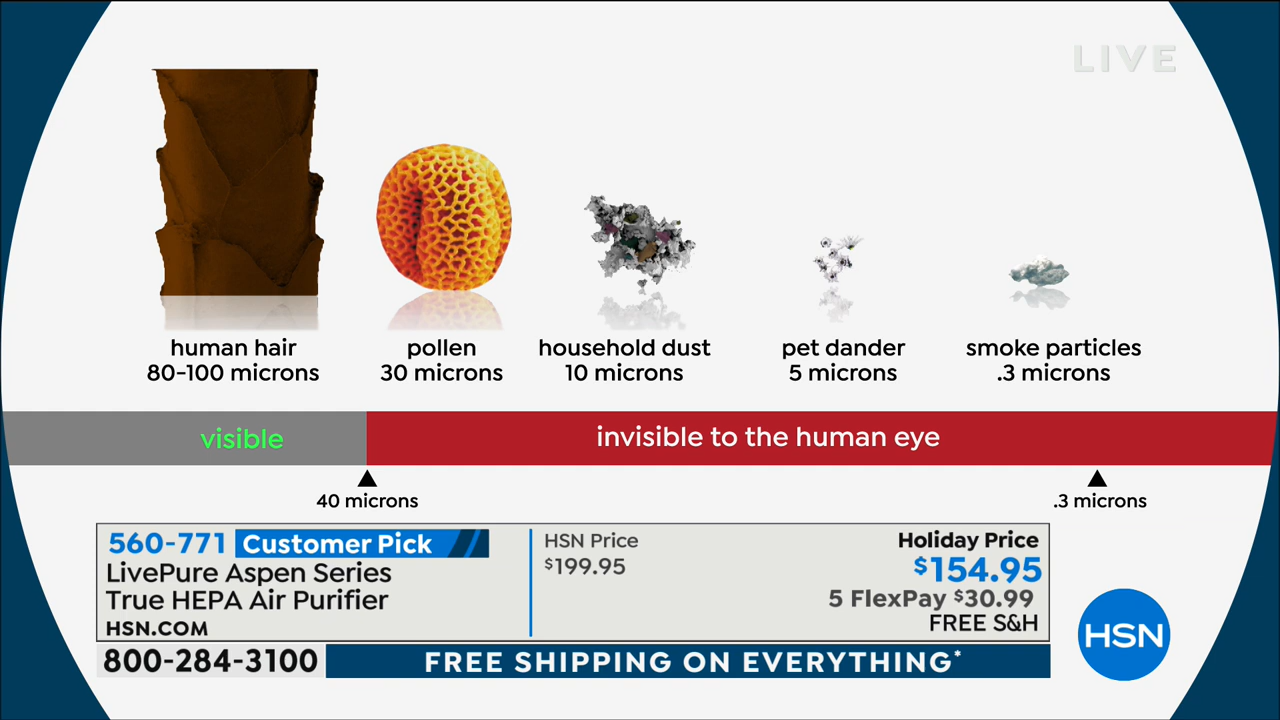 LIVE
human hair
80-100 microns
pollen
30 microns
household dust
10 microns
pet dander
5 microns
smoke particles
.3 microns
visible
invisible to the human eye
40 microns
.3 microns
560-771 Customer Pick
LivePure Aspen Series
True HEPA Air Purifier
HSN.COM
HSN Price
$199.95
Holiday Price
$154.95
5 FlexPay $30.99
FREE S&H
HSN
800-284-3100
FREE SHIPPING ON EVERYTHING*